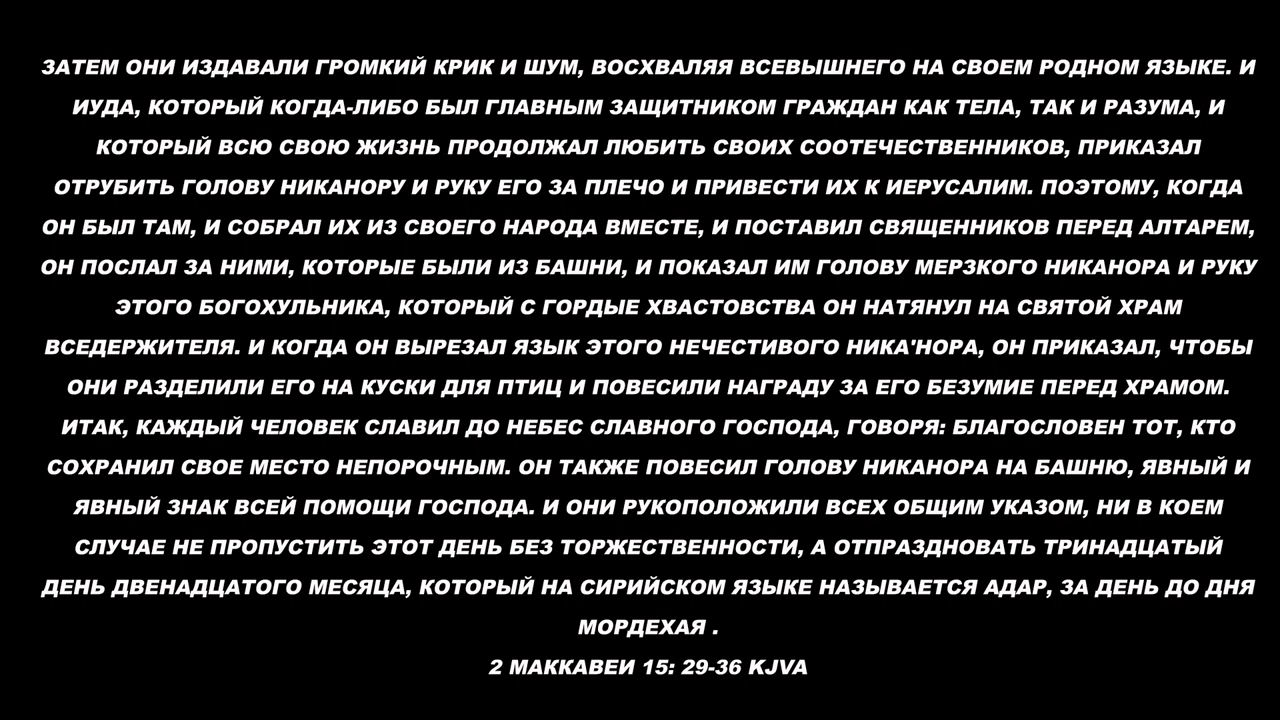 ЗАТЕМ ОНИ ИЗДАВАЛИ ГРОМКИЙ КРИК И ШУМ, ВОСХВАЛЯЯ ВСЕВЫШНЕГО НА СВОЕМ РОДНОМ ЯЗЫКЕ. И
ИУДА, КОТОРЫЙ КОГДА-ЛИБО БЫЛ ГЛАВНЫМ ЗАЩИТНИКОМ ГРАЖДАН КАК ТЕЛА, ТАК И РАЗУМА, И
КОТОРЫЙ ВСЮ СВОЮ ЖИЗНЬ ПРОДОЛЖАЛ ЛЮБИТЬ СВОИХ СООТЕЧЕСТВЕННИКОВ, ПРИКАЗАЛ
ОТРУБИТЬ ГОЛОВУ НИКАНОРУ И РУКУ ЕГО ЗА ПЛЕЧО И ПРИВЕСТИ ИХ К ИЕРУСАЛИМ. ПОЭТОМУ, КОГДА
ОН БЫЛ ТАМ, И СОБРАЛ ИХ ИЗ СВОЕГО НАРОДА ВМЕСТЕ, И ПОСТАВИЛ СВЯЩЕННИКОВ ПЕРЕД АЛТАРЕМ,
ОН ПОСЛАЛ ЗА НИМИ, КОТОРЫЕ БЫЛИ ИЗ БАШНИ, И ПОКАЗАЛ ИМ ГОЛОВУ МЕРЗКОГО НИКАНОРА И РУКУ
ЭТОГО БОГОХУЛЬНИКА, КОТОРЫЙ С ГОРДЫЕ ХВАСТОВСТВА ОН НАТЯНУЛ НА СВЯТОЙ ХРАМ
ВСЕДЕРЖИТЕЛЯ. И КОГДА ОН ВЫРЕЗАЛ ЯЗЫК ЭТОГО НЕЧЕСТИВОГО НИКА'НОРА, ОН ПРИКАЗАЛ, ЧТОБЫ
ОНИ РАЗДЕЛИЛИ ЕГО НА КУСКИ ДЛЯ ПТИЦ И ПОВЕСИЛИ НАГРАДУ ЗА ЕГО БЕЗУМИЕ ПЕРЕД ХРАМОМ.
ИТАК, КАЖДЫЙ ЧЕЛОВЕК СЛАВИЛ ДО НЕБЕС СЛАВНОГО ГОСПОДА, ГОВОРЯ: БЛАГОСЛОВЕН ТОТ, КТО
СОХРАНИЛ СВОЕ МЕСТО НЕПОРОЧНЫМ. ОН ТАКЖЕ ПОВЕСИЛ ГОЛОВУ НИКАНОРА НА БАШНЮ, ЯВНЫЙ И
ЯВНЫЙ ЗНАК ВСЕЙ ПОМОЩИ ГОСПОДА. И ОНИ РУКОПОЛОЖИЛИ ВСЕХ ОБЩИМ УКАЗОМ, НИ В КОЕМ
СЛУЧАЕ НЕ ПРОПУСТИТЬ ЭТОТ ДЕНЬ БЕЗ ТОРЖЕСТВЕННОСТИ, А ОТПРАЗДНОВАТЬ ТРИНАДЦАТЫЙ
ДЕНЬ ДВЕНАДЦАТОГО МЕСЯЦА, КОТОРЫЙ НА СИРИЙСКОМ ЯЗЫКЕ НАЗЫВАЕТСЯ АДАР, ЗА ДЕНЬ ДО ДНЯ
МОРДЕХАЯ .
2 МАККАВЕИ 15: 29-36 KJVA